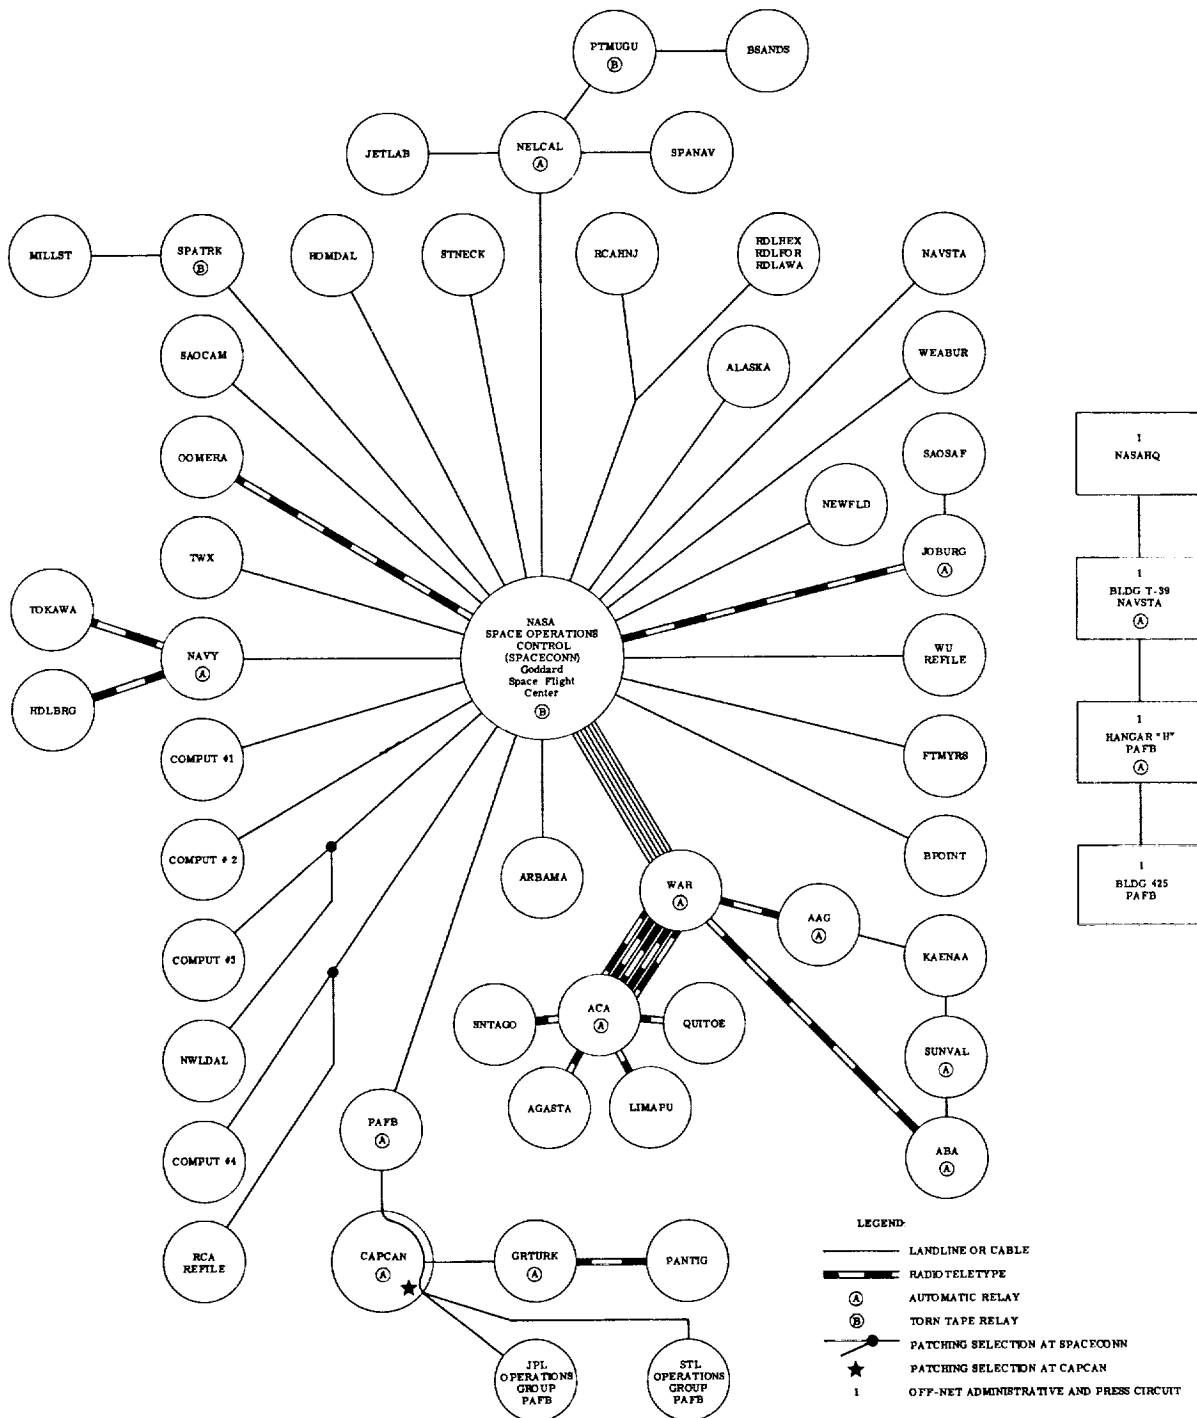 PTMUGU
B
BSANDS
JETLAB
NELCAL
A
SPANAV
MILLST
SPATRK
B
HOMDAL
STNECK
RCAHNJ
RDLHEX
RDLFOR
RDLAWA
NAVSTA
SAOCAM
ALASKA
WEABUR
OOMERA
NEWFLD
SAOSAF
TWX
JOBURG
A
TOKAWA
NAVY
A
HDLBRG
NASA
SPACE OPERATIONS
CONTROL
(SPACECONN)
Goddard
Space Flight
Center
B
WU
REFILE
COMPUT #1
FTMYRS
COMPUT # 2
ARBAMA
BPOINT
WAR
A
AAG
A
COMPUT #3
KAENAA
ACA
A
SNTAGO
QUITOE
NWLDAL
SUNVAL
A
AGASTA
LIMAPU
PAFB
A
COMPUT #4
ABA
A
RCA
REFILE
CAPCAN
A
GRTURK
A
PANTIG
JPL
OPERATIONS
GROUP
PAFB
STL
OPERATIONS
GROUP
PAFB
1
NASAHQ
1
BLDG T-39
NAVSTA
A
1
HANGAR "H"
PAFB
A
1
BLDG 425
PAFB
LEGEND:
LANDLINE OR CABLE
RADIO TELETYPE
A AUTOMATIC RELAY
B TORN TAPE RELAY
PATCHING SELECTION AT SPACECONN
PATCHING SELECTION AT CAPCAN
1 OFF-NET ADMINISTRATIVE AND PRESS CIRCUIT